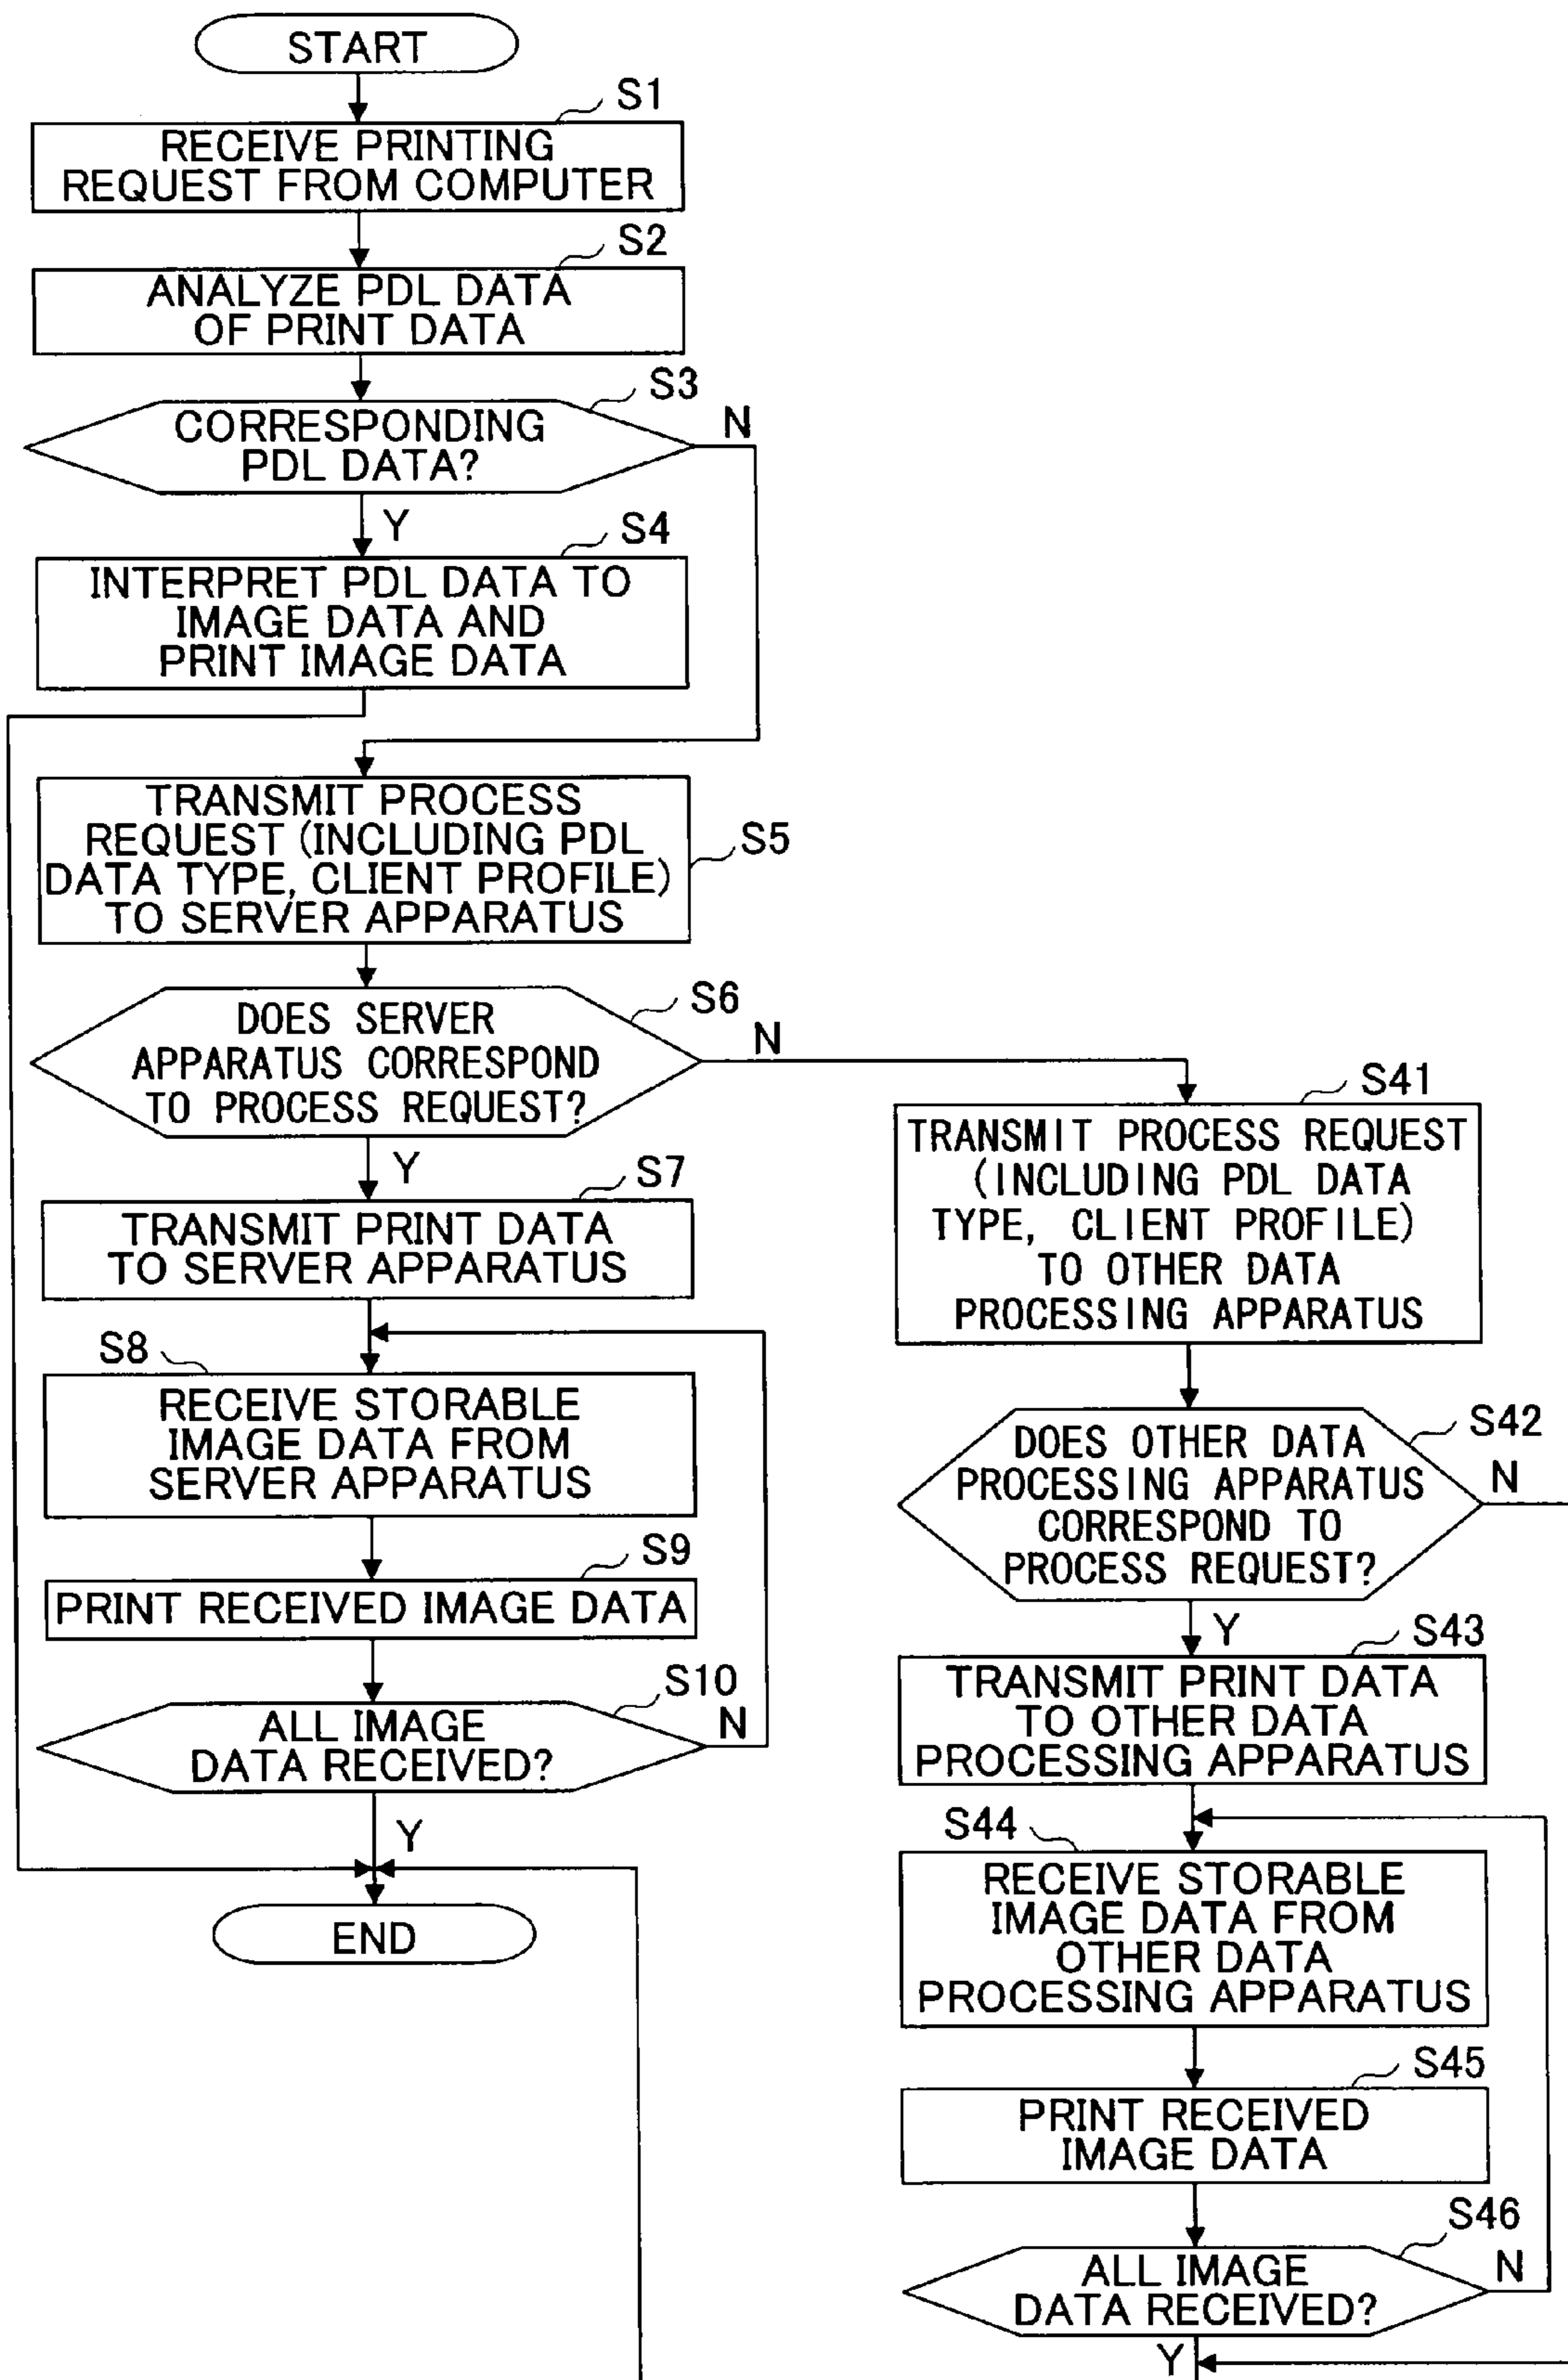 START
S1
RECEIVE PRINTING
REQUEST FROM COMPUTER
S2
ANALYZE PDL DATA
OF PRINT DATA
S3
CORRESPONDING
PDL DATA?
N
Y
S4
INTERPRET PDL DATA TO
IMAGE DATA AND
PRINT IMAGE DATA
TRANSMIT PROCESS
REQUEST (INCLUDING PDL
DATA TYPE, CLIENT PROFILE)
TO SERVER APPARATUS
S5
S6
DOES SERVER
APPARATUS CORRESPOND
TO PROCESS REQUEST?
N
Y
S7
TRANSMIT PRINT DATA
TO SERVER APPARATUS
S8
RECEIVE STORABLE
IMAGE DATA FROM
SERVER APPARATUS
S9
PRINT RECEIVED IMAGE DATA
S10
ALL IMAGE
DATA RECEIVED?
N
Y
END
S41
TRANSMIT PROCESS REQUEST
(INCLUDING PDL DATA
TYPE, CLIENT PROFILE)
TO OTHER DATA
PROCESSING APPARATUS
S42
DOES OTHER DATA
PROCESSING APPARATUS
CORRESPOND TO
PROCESS REQUEST?
N
Y
S43
TRANSMIT PRINT DATA
TO OTHER DATA
PROCESSING APPARATUS
S44
RECEIVE STORABLE
IMAGE DATA FROM
OTHER DATA
PROCESSING APPARATUS
S45
PRINT RECEIVED
IMAGE DATA
S46
ALL IMAGE
DATA RECEIVED?
N
Y